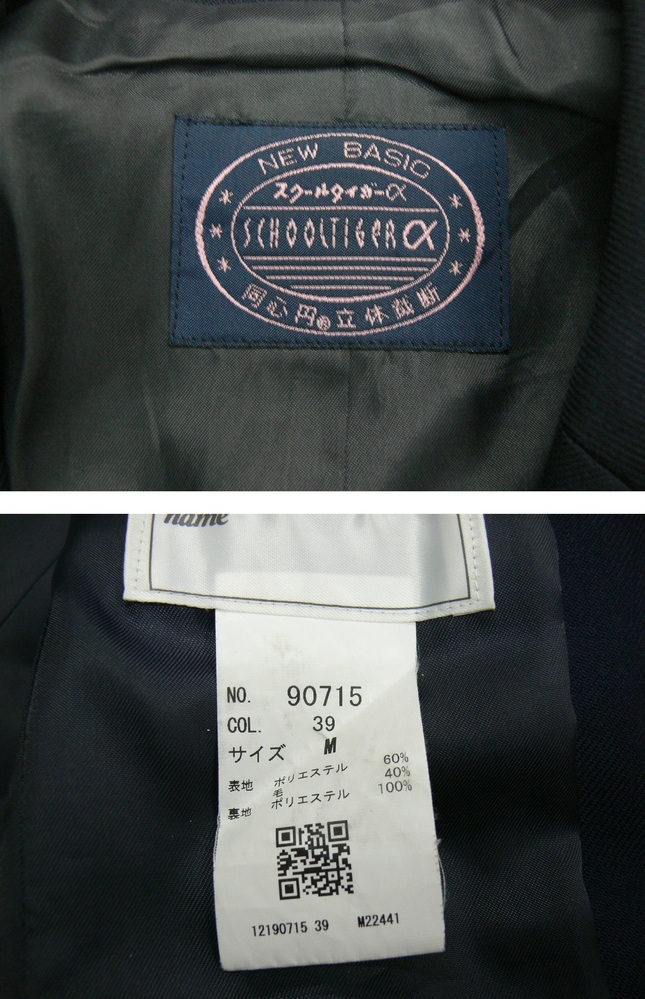 NEW BASIC
スクールタイガーα
SCHOOLTIGER α
同心円®立体裁断
name
NO. 90715
COL. 39
サイズ M
表地 ポリエステル 60%
毛 40%
裏地 ポリエステル 100%
12190715 39 M22441